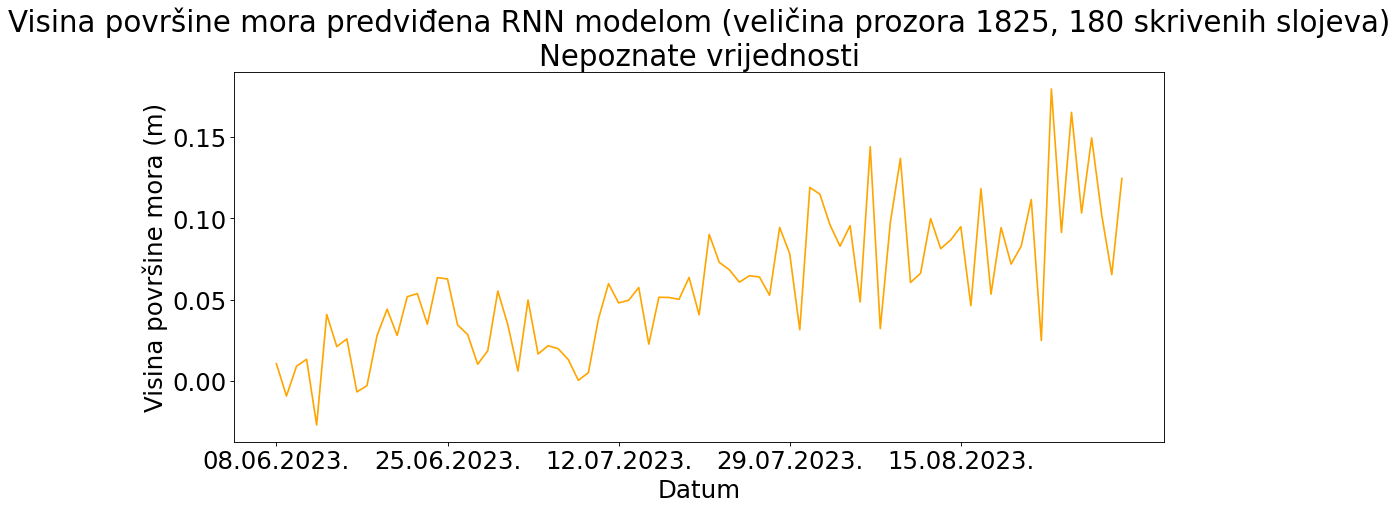 Visina površine mora predviđena RNN modelom (veličina prozora 1825, 180 skrivenih slojeva)
Nepoznate vrijednosti
Visina površine mora (m)
0.15
0.10
0.05
0.00
08.06.2023. 25.06.2023. 12.07.2023. 29.07.2023. 15.08.2023.
Datum